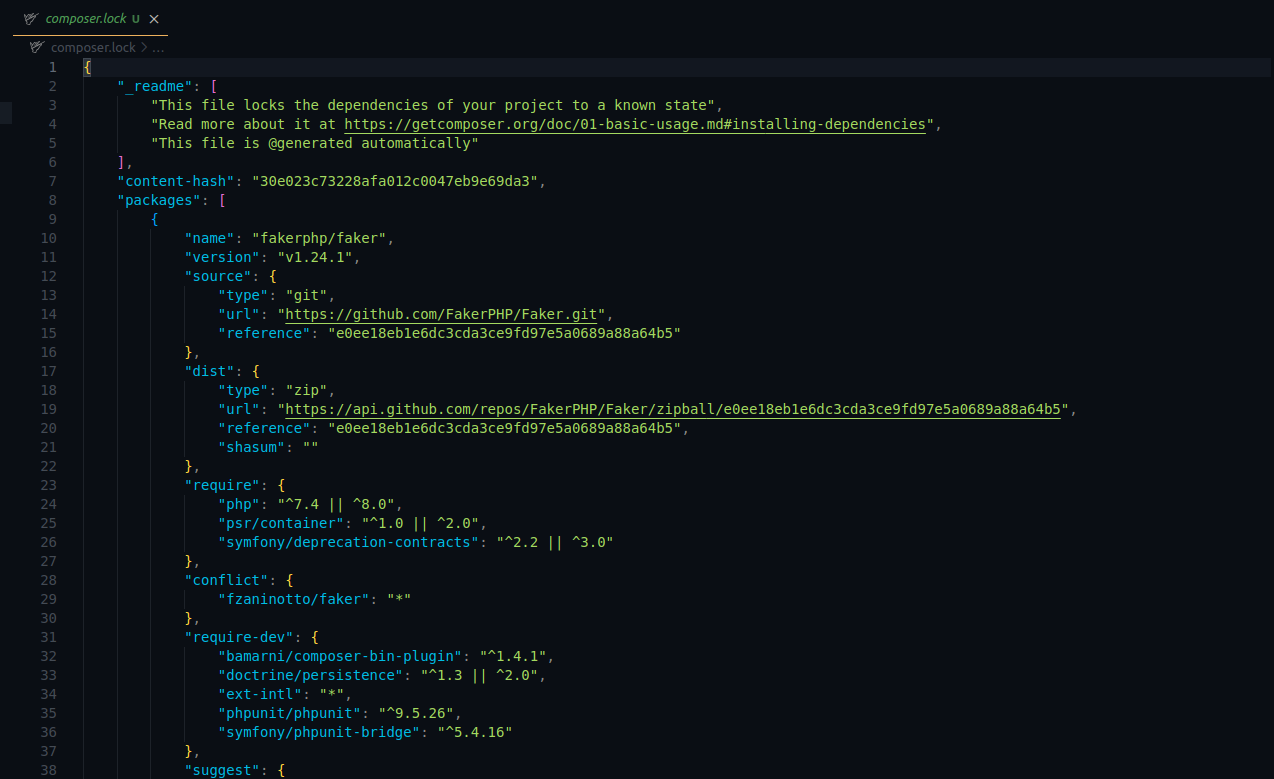 composer.lock U ×
composer.lock > ...
1 {
2     "_readme": [
3         "This file locks the dependencies of your project to a known state",
4         "Read more about it at https://getcomposer.org/doc/01-basic-usage.md#installing-dependencies",
5         "This file is @generated automatically"
6     ],
7     "content-hash": "30e023c73228afa012c0047eb9e69da3",
8     "packages": [
9         {
10             "name": "fakerphp/faker",
11             "version": "v1.24.1",
12             "source": {
13                 "type": "git",
14                 "url": "https://github.com/FakerPHP/Faker.git",
15                 "reference": "e0ee18eb1e6dc3cda3ce9fd97e5a0689a88a64b5"
16             },
17             "dist": {
18                 "type": "zip",
19                 "url": "https://api.github.com/repos/FakerPHP/Faker/zipball/e0ee18eb1e6dc3cda3ce9fd97e5a0689a88a64b5",
20                 "reference": "e0ee18eb1e6dc3cda3ce9fd97e5a0689a88a64b5",
21                 "shasum": ""
22             },
23             "require": {
24                 "php": "^7.4 || ^8.0",
25                 "psr/container": "^1.0 || ^2.0",
26                 "symfony/deprecation-contracts": "^2.2 || ^3.0"
27             },
28             "conflict": {
29                 "fzaninotto/faker": "*"
30             },
31             "require-dev": {
32                 "bamarni/composer-bin-plugin": "^1.4.1",
33                 "doctrine/persistence": "^1.3 || ^2.0",
34                 "ext-intl": "*",
35                 "phpunit/phpunit": "^9.5.26",
36                 "symfony/phpunit-bridge": "^5.4.16"
37             },
38             "suggest": {